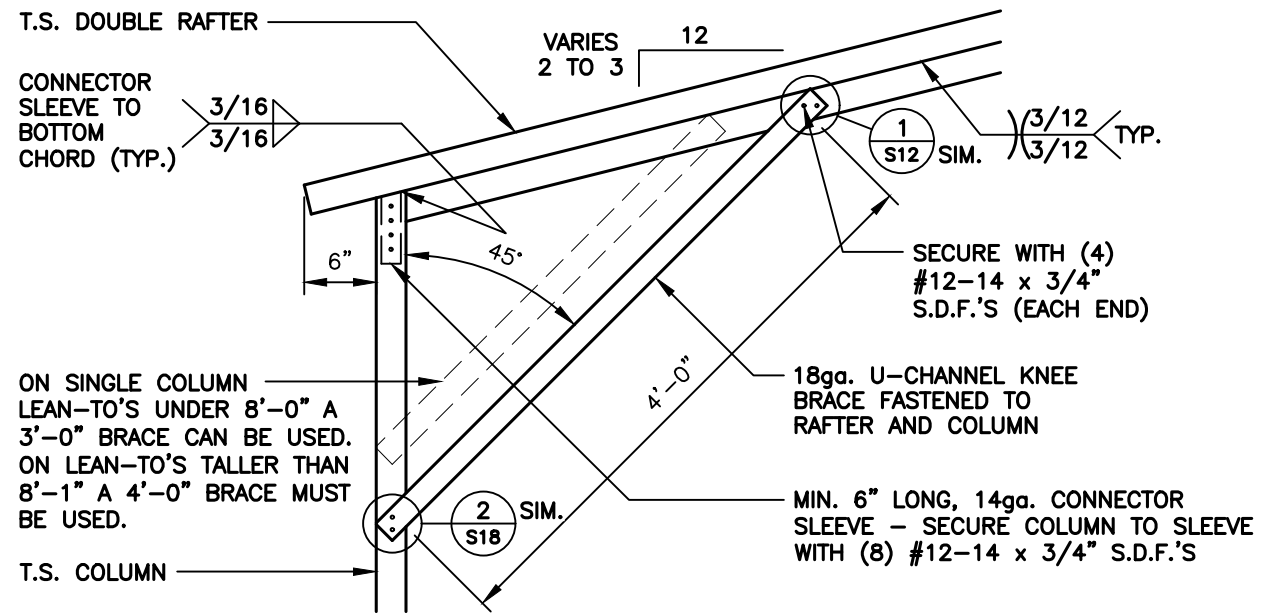 T.S. DOUBLE RAFTER
CONNECTOR
SLEEVE TO
BOTTOM
CHORD (TYP.)
3/16
3/16
VARIES
2 TO 3
12
1
S12
SIM.
3/12
3/12
TYP.
6"
45°
SECURE WITH (4)
#12-14 x 3/4"
S.D.F.'S (EACH END)
4'-0"
18ga. U-CHANNEL KNEE
BRACE FASTENED TO
RAFTER AND COLUMN
ON SINGLE COLUMN
LEAN-TO'S UNDER 8'-0" A
3'-0" BRACE CAN BE USED.
ON LEAN-TO'S TALLER THAN
8'-1" A 4'-0" BRACE MUST
BE USED.
2
S18
SIM.
MIN. 6" LONG, 14ga. CONNECTOR
SLEEVE - SECURE COLUMN TO SLEEVE
WITH (8) #12-14 x 3/4" S.D.F.'S
T.S. COLUMN